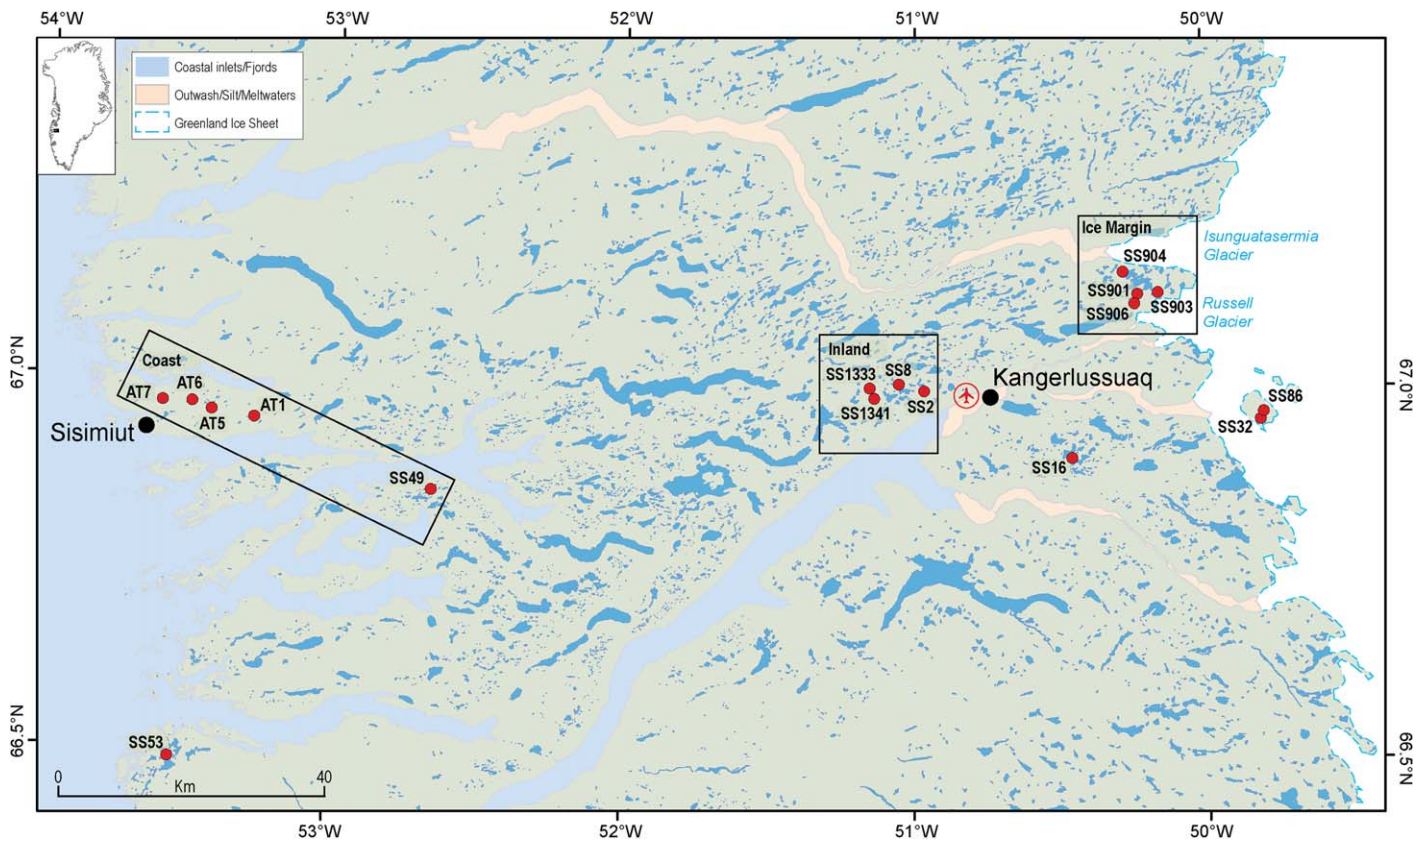 54°W
53°W
52°W
51°W
50°W
Coastal inlets/Fjords
Outwash/Silt/Meltwaters
Greenland Ice Sheet
Ice Margin
Isunguatasermia
Glacier
SS904
SS901
SS903
SS906
Russell
Glacier
67.0°N
67.0°N
Coast
AT7
AT6
AT5
AT1
Sisimiut
SS49
Inland
SS1333
SS8
SS1341
SS2
Kangerlussuaq
SS86
SS32
SS16
66.5°N
66.5°N
SS53
0
40
Km
53°W
52°W
51°W
50°W